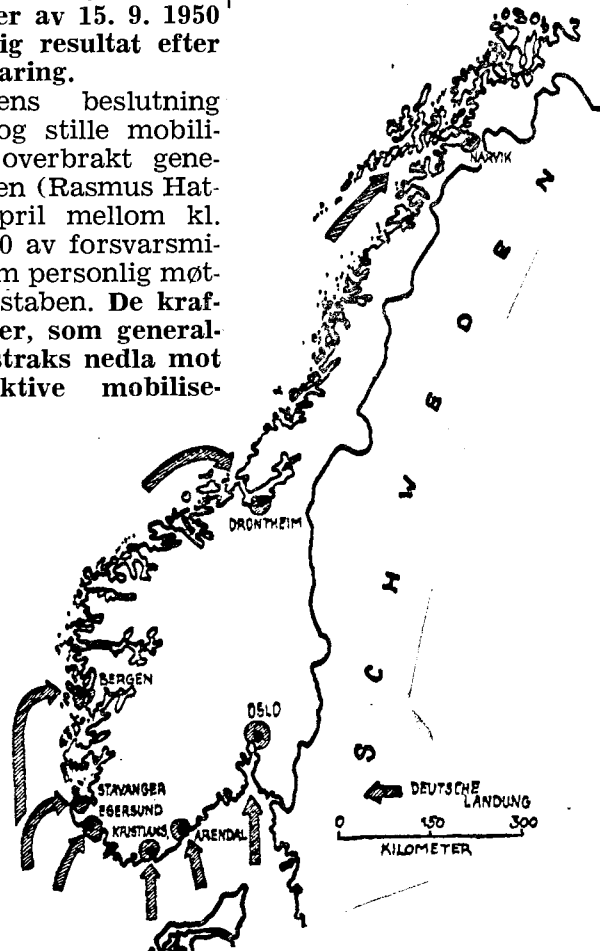 er av 15. 9. 1950
ig resultat efter
aring.
ens beslutning
og stille mobili-
overbrakt gene-
en (Rasmus Hat-
april mellom kl.
0 av forsvarsmi-
m personlig møt-
staben. De kraf-
er, som general-
straks nedla mot
ktive mobilise-
NARVIK
DRONTHEIM
BERGEN
OSLO
STAVANGER
EGERSUND
KRISTIANS
ARENDAL
SCHWEDEN
DEUTSCHE
LANDUNG
0 150 300
KILOMETER